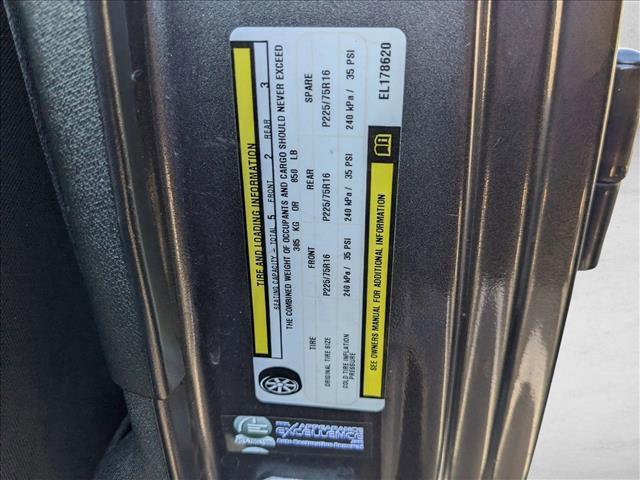 TIRE AND LOADING INFORMATION
SEATING CAPACITY - TOTAL 5 FRONT 2 REAR 3
THE COMBINED WEIGHT OF OCCUPANTS AND CARGO SHOULD NEVER EXCEED
385 KG OR 850 LB
TIRE FRONT REAR SPARE
ORIGINAL TIRE SIZE P225/75R16 P225/75R16 P225/75R16
COLD TIRE INFLATION PRESSURE 240 kPa / 35 PSI 240 kPa / 35 PSI 240 kPa / 35 PSI
SEE OWNERS MANUAL FOR ADDITIONAL INFORMATION
EL178620
APPEARANCE
EXCELLENCE